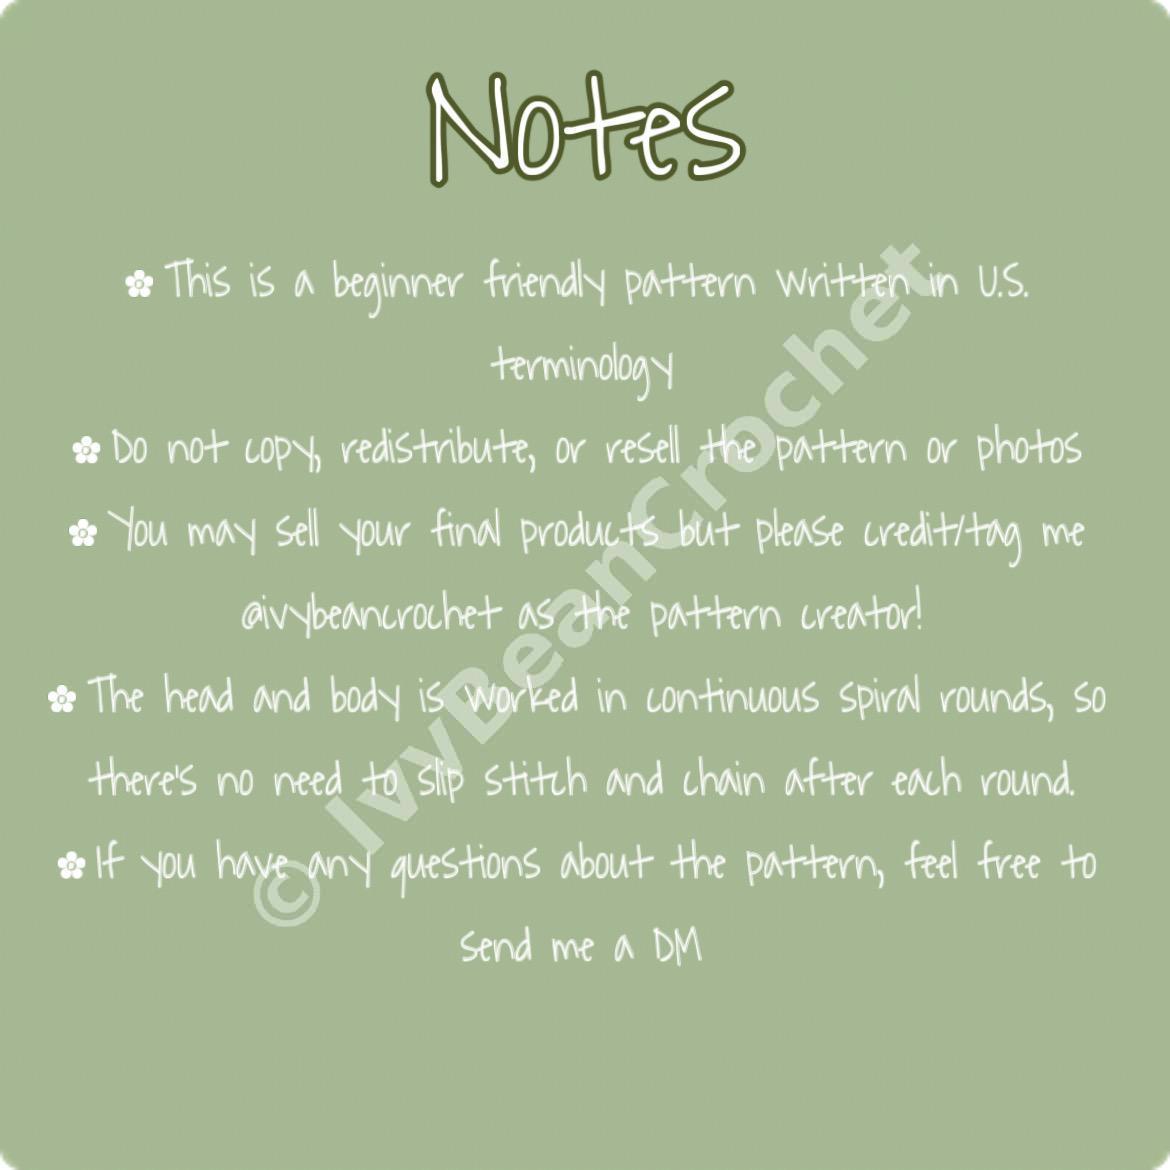 Notes
✿ This is a beginner friendly pattern written in U.S.
terminology
✿ Do not copy, redistribute, or resell the pattern or photos
✿ You may sell your final products but please credit/tag me
@ivybeancrochet as the pattern creator!
✿ The head and body is worked in continuous spiral rounds, so
there's no need to slip stitch and chain after each round.
✿ If you have any questions about the pattern, feel free to
send me a DM
© IvyBeanCrochet